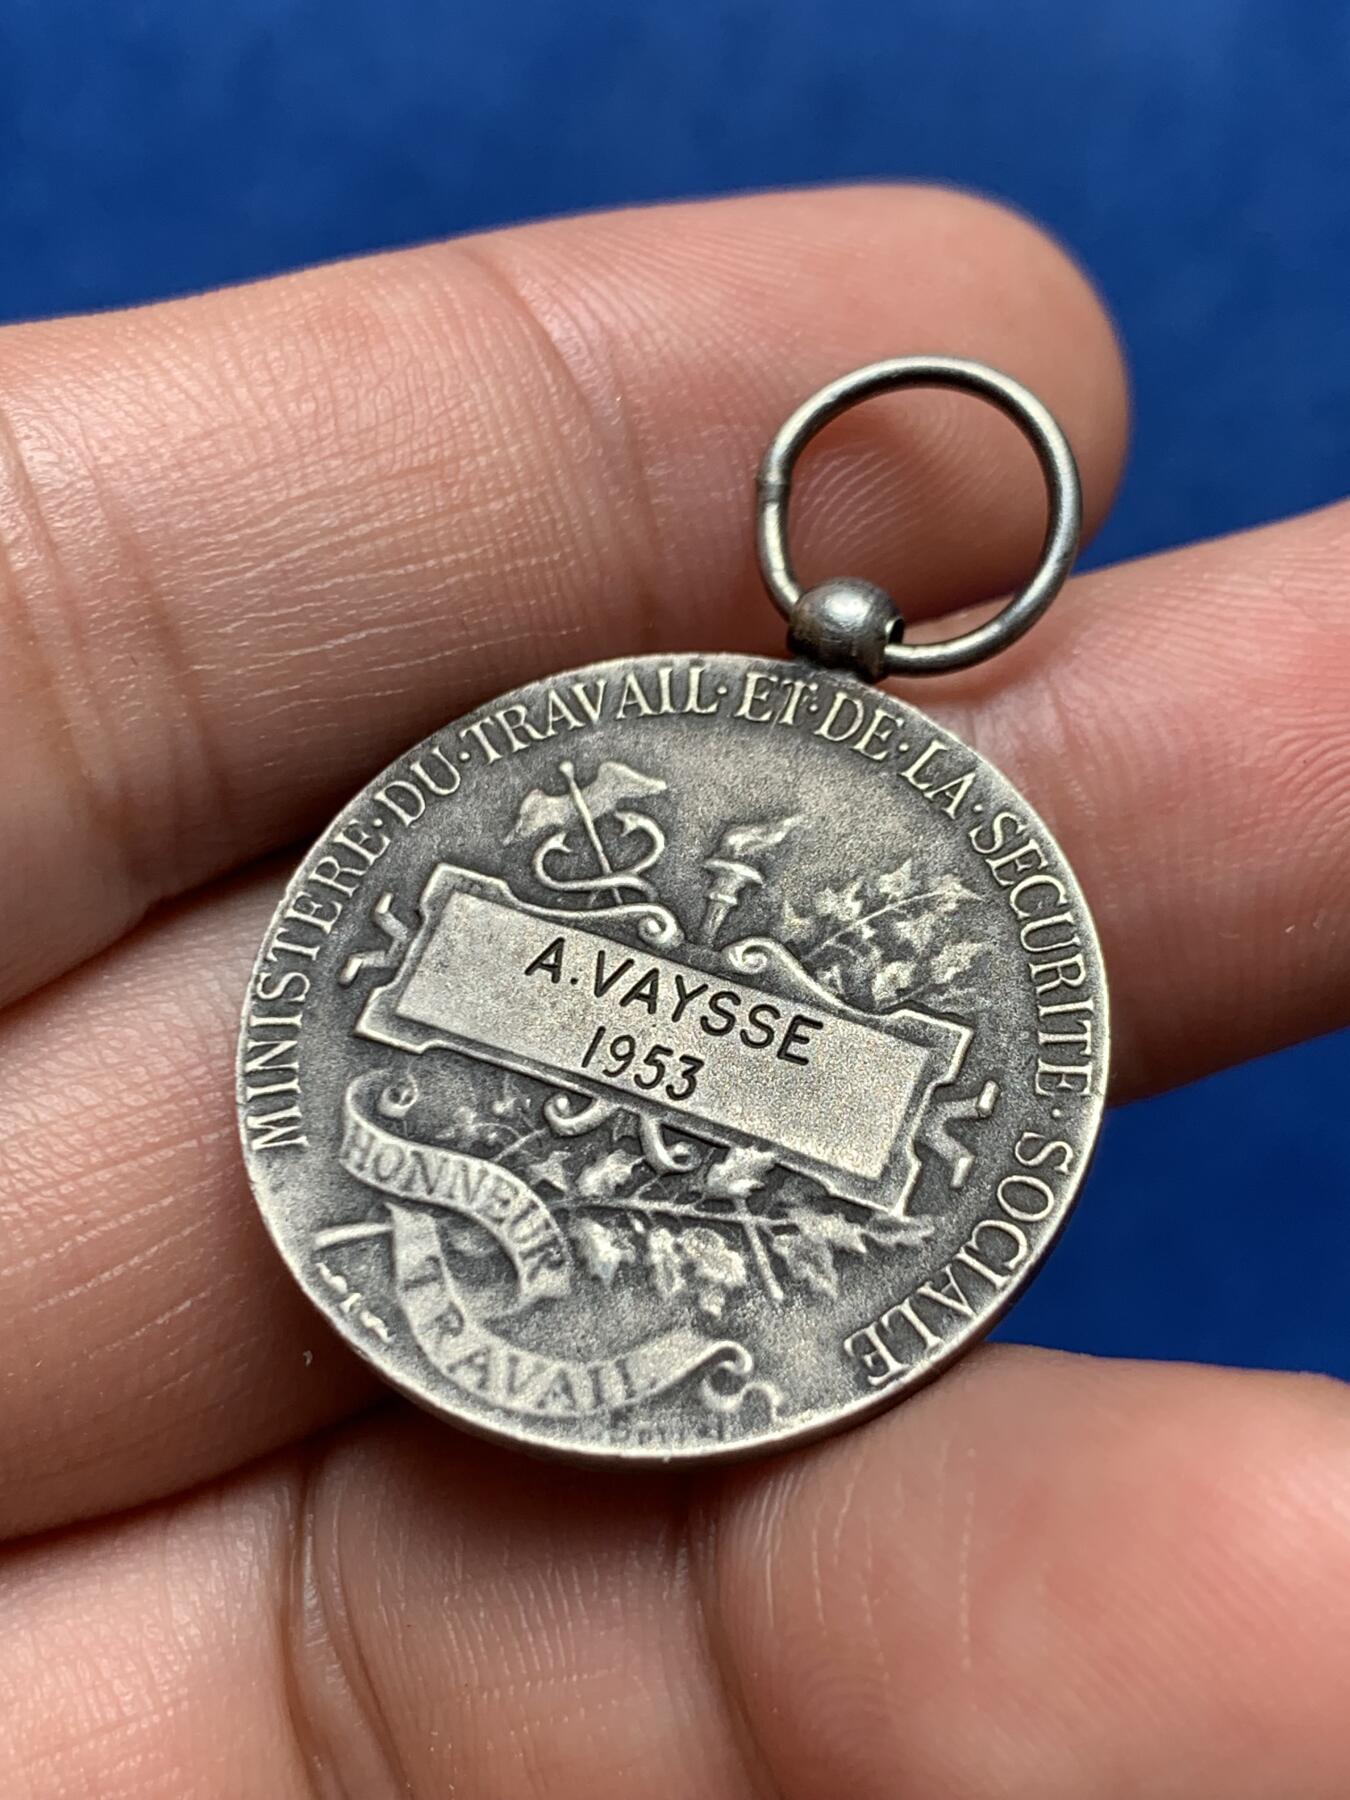 MINISTERE·DU·TRAVAIL·ET·DE·LA·SECURITE·SOCIALE
A.VAYSSE
1953
HONNEUR
TRAVAIL